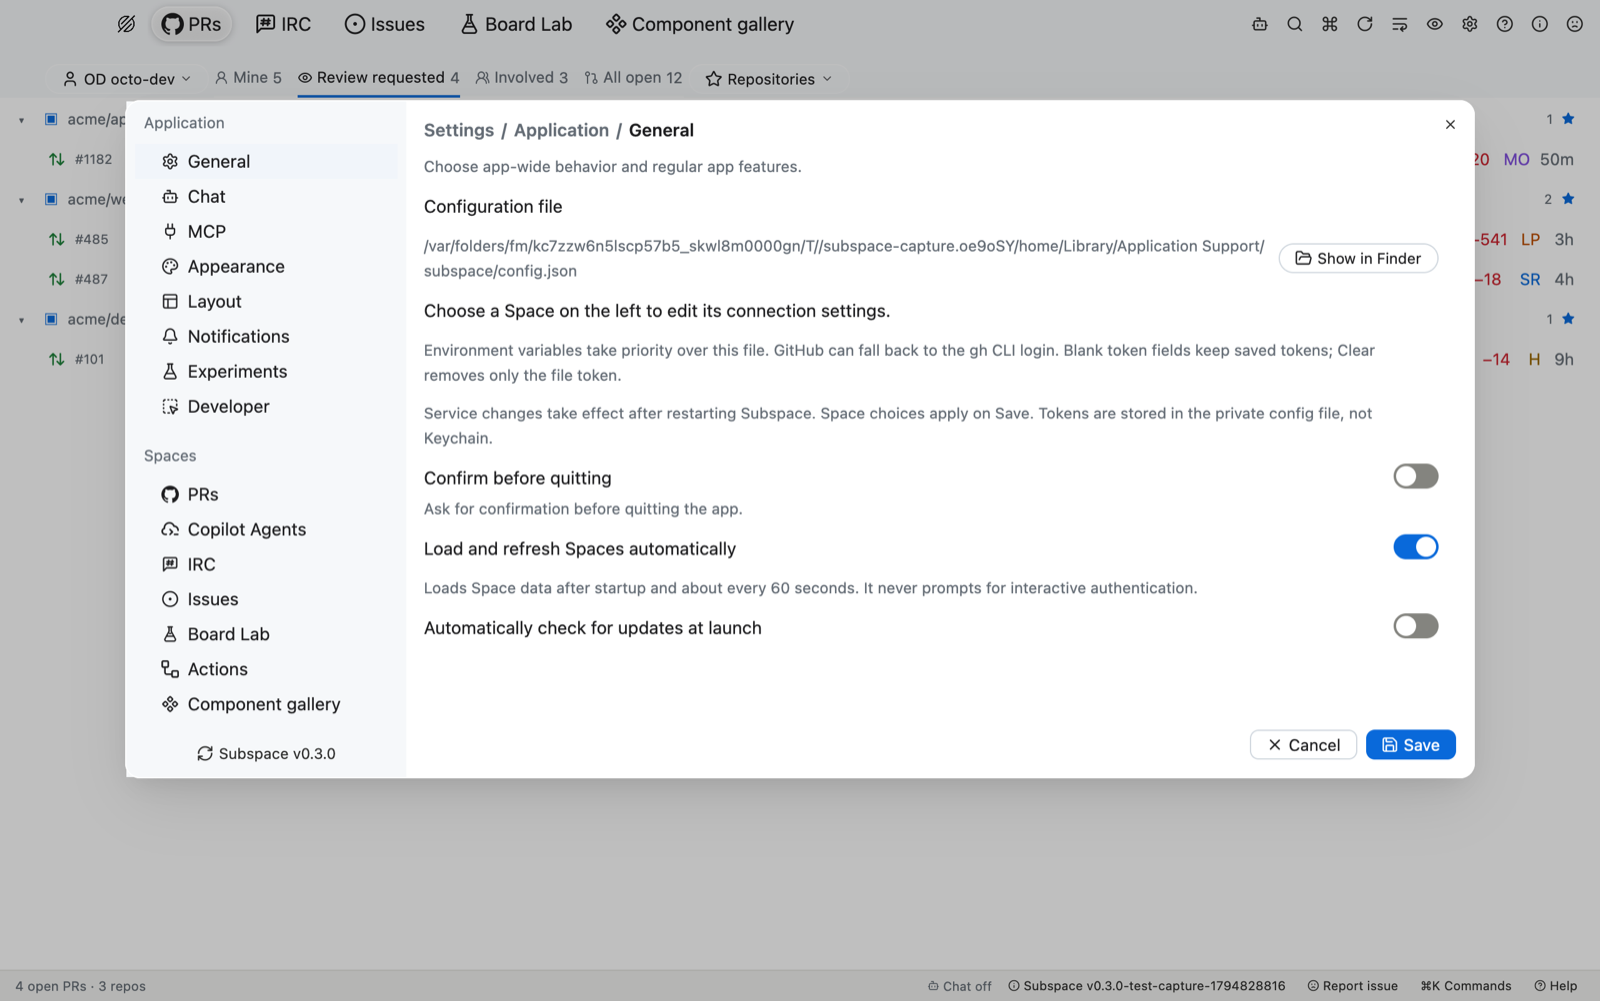 PRs
IRC
Issues
Board Lab
Component gallery
OD octo-dev
Mine 5
Review requested 4
Involved 3
All open 12
Repositories
1
#1182
MO 50m
2
#485
-541 LP 3h
#487
-18 SR 4h
1
#101
-14 H 9h
Application
General
Chat
MCP
Appearance
Layout
Notifications
Experiments
Developer
Spaces
PRs
Copilot Agents
IRC
Issues
Board Lab
Actions
Component gallery
Subspace v0.3.0
Settings / Application / General
Choose app-wide behavior and regular app features.
Configuration file
/var/folders/fm/kc7zzw6n5lscp57b5_skwl8m0000gn/T//subspace-capture.oe9oSY/home/Library/Application Support/
subspace/config.json
Show in Finder
Choose a Space on the left to edit its connection settings.
Environment variables take priority over this file. GitHub can fall back to the gh CLI login. Blank token fields keep saved tokens; Clear
removes only the file token.
Service changes take effect after restarting Subspace. Space choices apply on Save. Tokens are stored in the private config file, not
Keychain.
Confirm before quitting
Ask for confirmation before quitting the app.
Load and refresh Spaces automatically
Loads Space data after startup and about every 60 seconds. It never prompts for interactive authentication.
Automatically check for updates at launch
Cancel
Save
4 open PRs · 3 repos
Chat off
Subspace v0.3.0-test-capture-1794828816
Report issue
⌘K Commands
Help